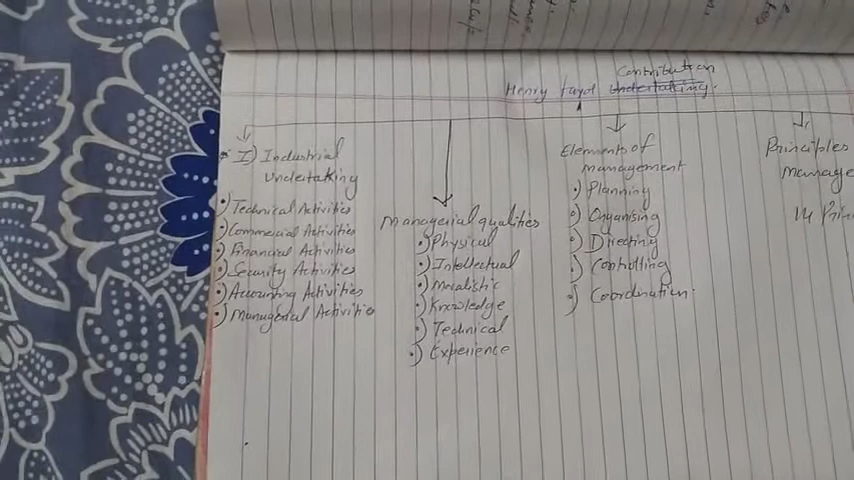 Contribution
Henry fayol Undertaking.
I) Industrial
Undertaking
Technical Activities
Commercial Activities
Financial Activities
Security Activities
Accounting Activities
Managerial Activities
Managerial qualities
Physical
Intellectual
Moralistic
Knowledge
Technical
Experience
Elements of
management
Planning
Organising
Directing
Controlling
Coordination.
Principles
manage
14 Prin